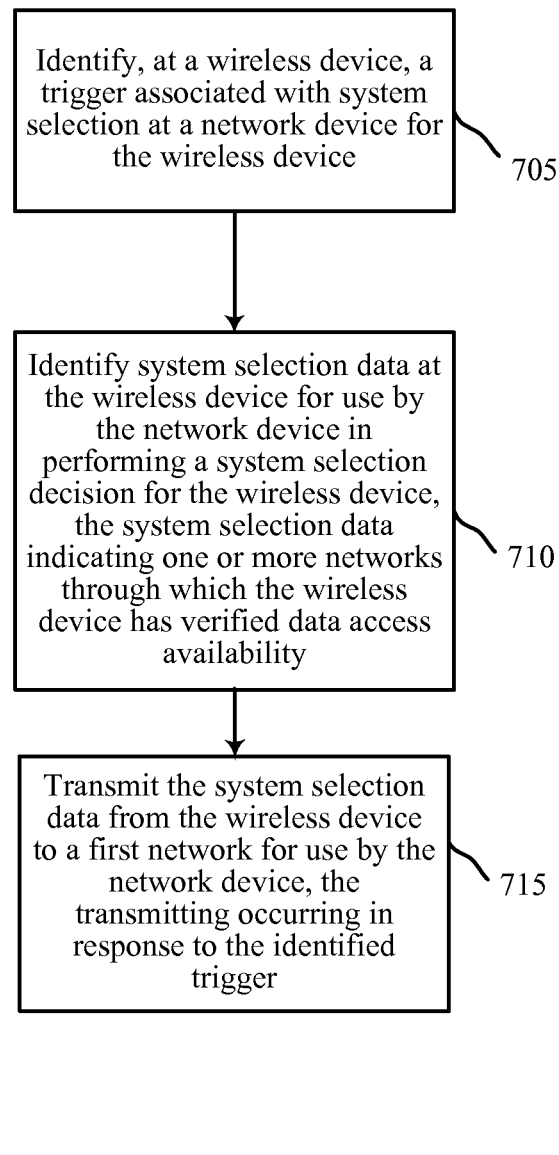 Identify, at a wireless device, a
trigger associated with system
selection at a network device for
the wireless device
705
Identify system selection data at
the wireless device for use by
the network device in
performing a system selection
decision for the wireless device,
the system selection data
indicating one or more networks
through which the wireless
device has verified data access
availability
710
Transmit the system selection
data from the wireless device
to a first network for use by the
network device, the
transmitting occurring in
response to the identified
trigger
715